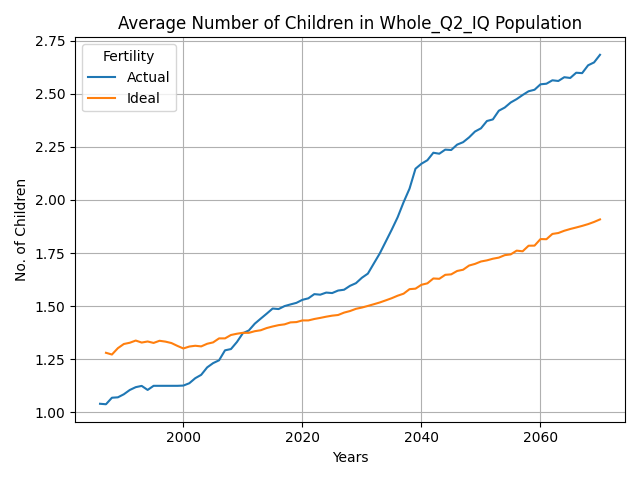 Average Number of Children in Whole_Q2_IQ Population
Fertility
Actual
Ideal
No. of Children
2.75
2.50
2.25
2.00
1.75
1.50
1.25
1.00
2000
2020
2040
2060
Years